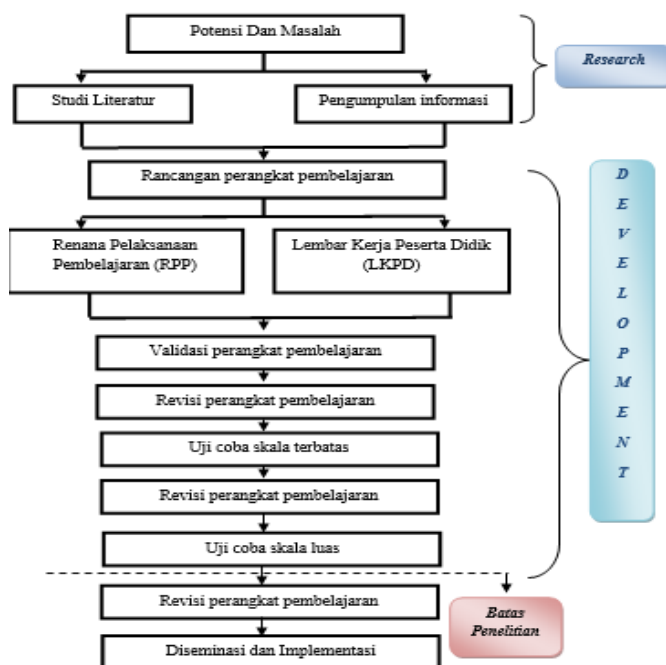 Potensi Dan Masalah
Research
Studi Literatur
Pengumpulan informasi
Rancangan perangkat pembelajaran
Renana Pelaksanaan
Pembelajaran (RPP)
Lembar Kerja Peserta Didik
(LKPD)
Validasi perangkat pembelajaran
Revisi perangkat pembelajaran
Uji coba skala terbatas
Revisi perangkat pembelajaran
Uji coba skala luas
D
E
V
E
L
O
P
M
E
N
T
Revisi perangkat pembelajaran
Batas
Penelitian
Diseminasi dan Implementasi